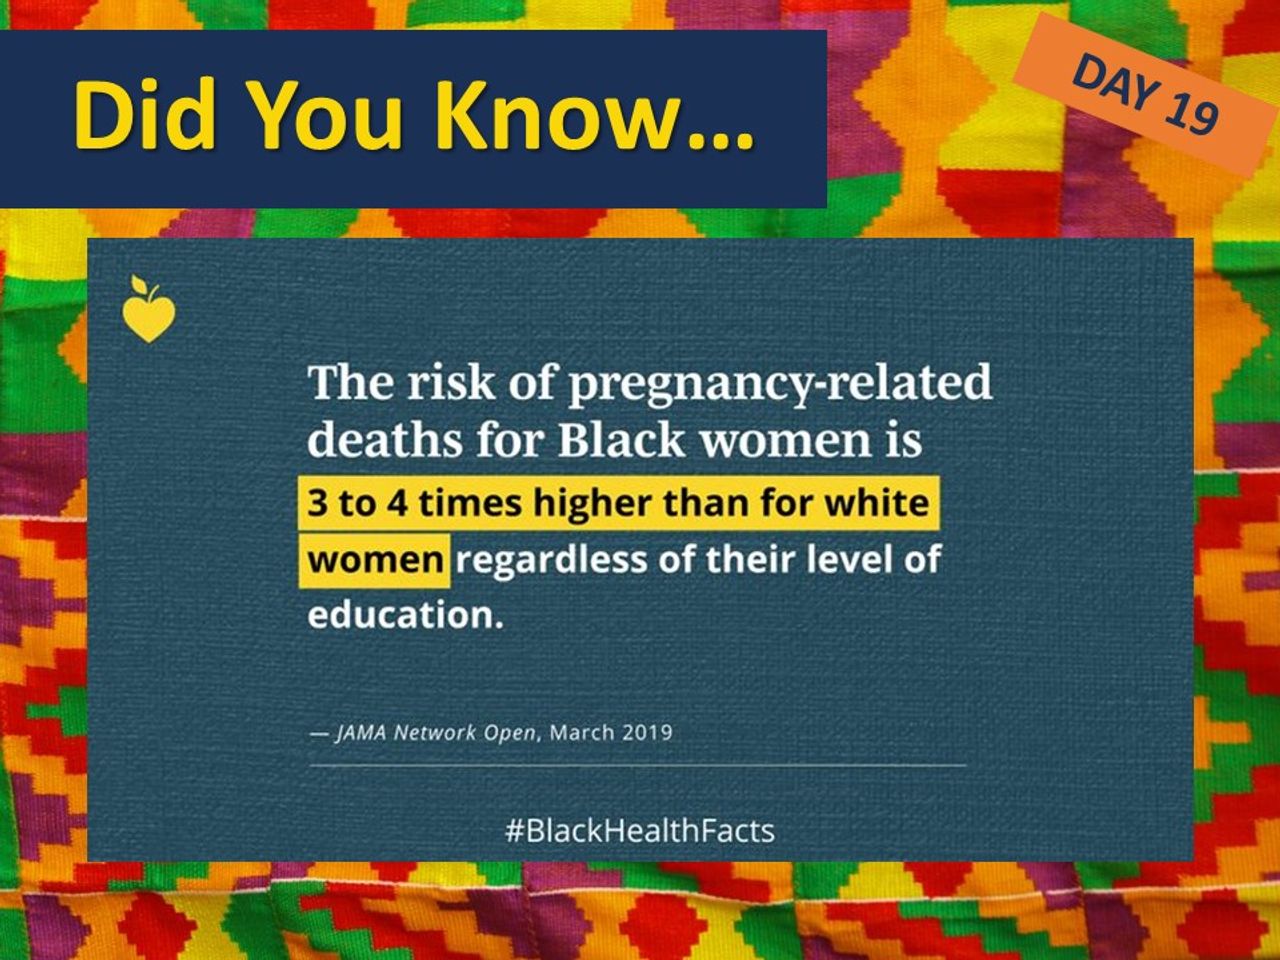 Did You Know...
DAY 19
The risk of pregnancy-related
deaths for Black women is
3 to 4 times higher than for white
women regardless of their level of
education.
— JAMA Network Open, March 2019
#BlackHealthFacts